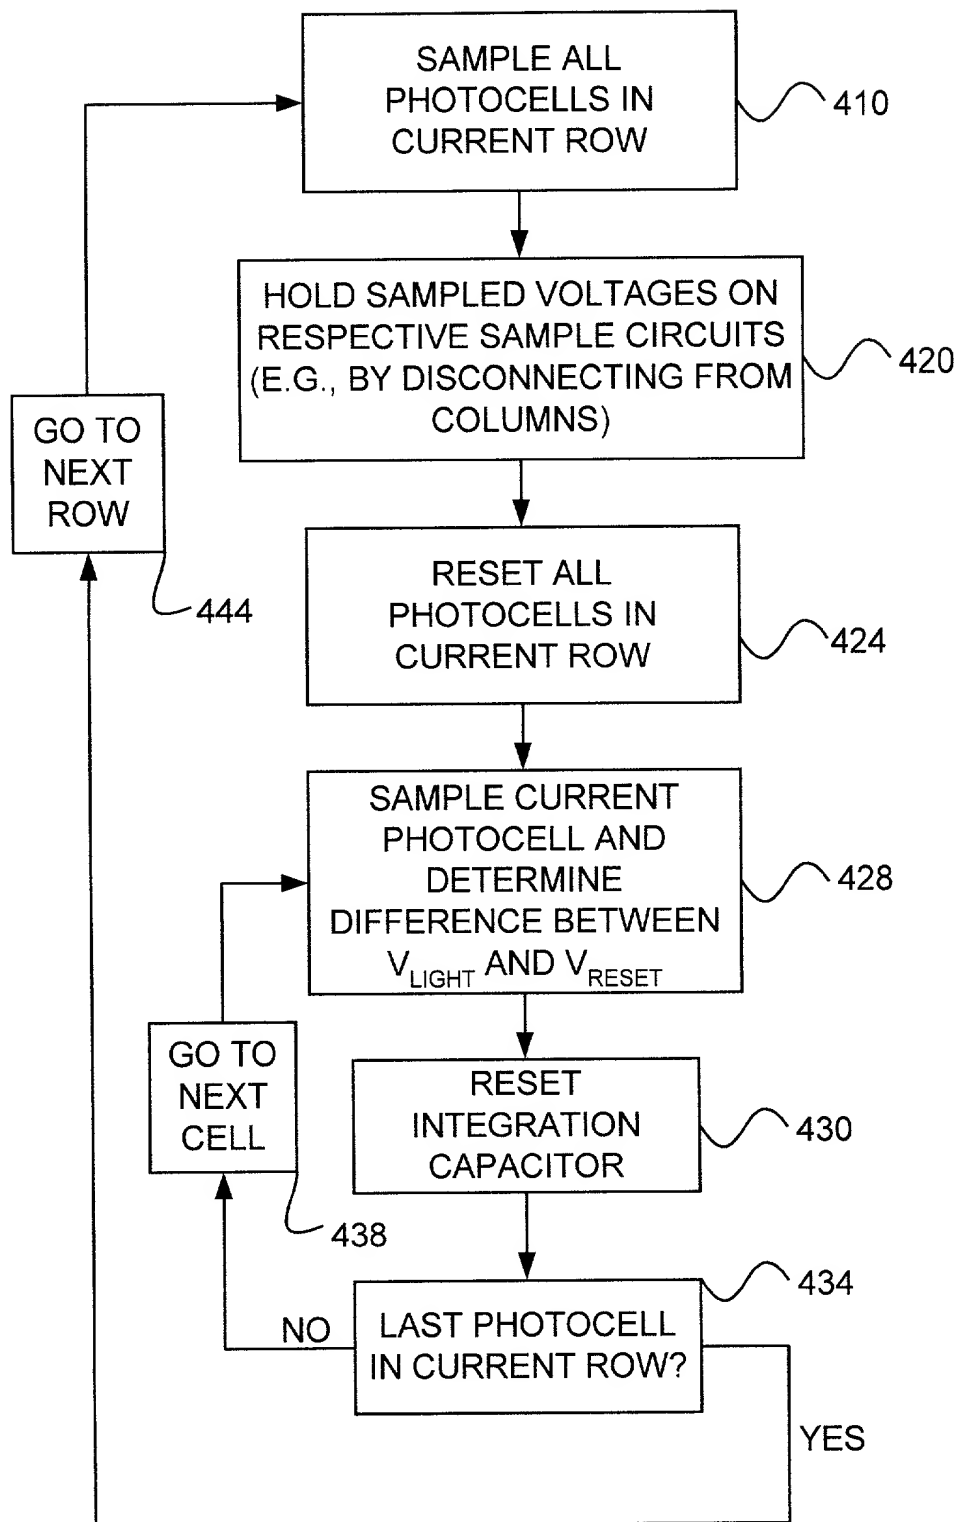 SAMPLE ALL
PHOTOCELLS IN
CURRENT ROW
410
HOLD SAMPLED VOLTAGES ON
RESPECTIVE SAMPLE CIRCUITS
(E.G., BY DISCONNECTING FROM
COLUMNS)
420
GO TO
NEXT
ROW
444
RESET ALL
PHOTOCELLS IN
CURRENT ROW
424
SAMPLE CURRENT
PHOTOCELL AND
DETERMINE
DIFFERENCE BETWEEN
V_LIGHT AND V_RESET
428
GO TO
NEXT
CELL
438
RESET
INTEGRATION
CAPACITOR
430
434
LAST PHOTOCELL
IN CURRENT ROW?
NO
YES